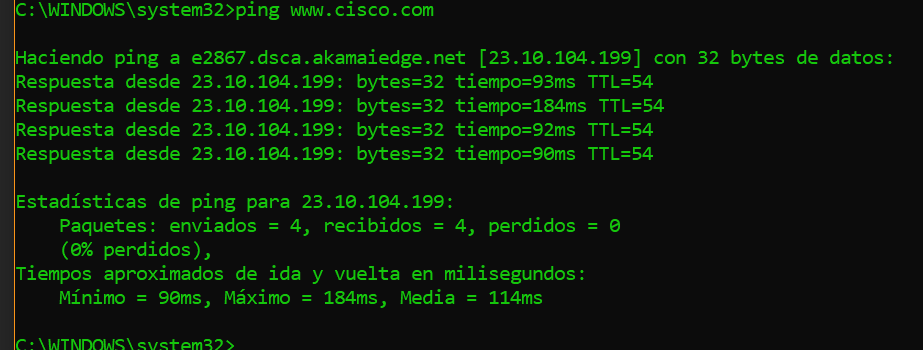 C:\WINDOWS\system32>ping www.cisco.com
Haciendo ping a e2867.dsca.akamaiedge.net [23.10.104.199] con 32 bytes de datos:
Respuesta desde 23.10.104.199: bytes=32 tiempo=93ms TTL=54
Respuesta desde 23.10.104.199: bytes=32 tiempo=184ms TTL=54
Respuesta desde 23.10.104.199: bytes=32 tiempo=92ms TTL=54
Respuesta desde 23.10.104.199: bytes=32 tiempo=90ms TTL=54
Estadísticas de ping para 23.10.104.199:
Paquetes: enviados = 4, recibidos = 4, perdidos = 0
(0% perdidos),
Tiempos aproximados de ida y vuelta en milisegundos:
Mínimo = 90ms, Máximo = 184ms, Media = 114ms
C:\WINDOWS\system32>